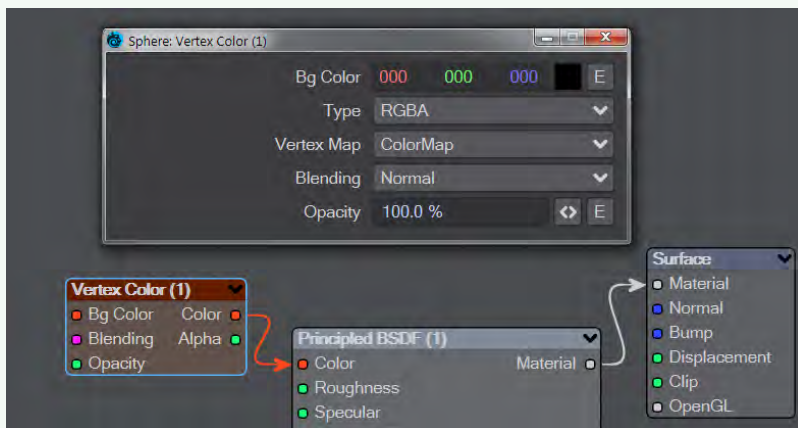 Sphere: Vertex Color (1)
Bg Color 000 000 000 E
Type RGBA
Vertex Map ColorMap
Blending Normal
Opacity 100.0 % E
Surface
Material
Normal
Bump
Displacement
Clip
OpenGL
Vertex Color (1)
Bg Color Color
Blending Alpha
Opacity
Principled BSDF (1)
Color Material
Roughness
Specular